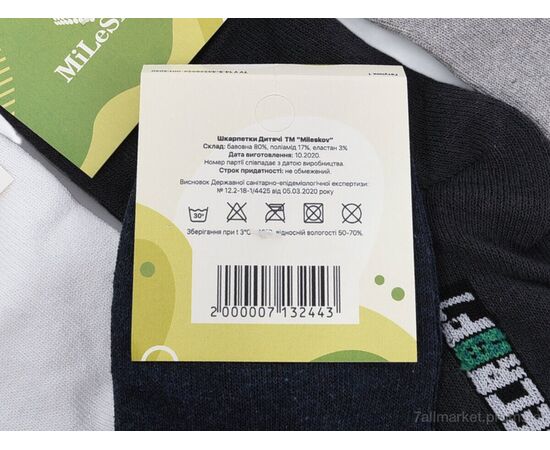 MiLeS
Шкарпетки Дитячі ТМ "Mileskov"
Склад: бавовна 80%, поліамід 17%, еластан 3%
Дата виготовлення: 10.2020.
Номер партії співпадає з датою виробництва.
Строк придатності: не обмежений.
Висновок Державної санітарно-епідеміологічної експертизи:
№ 12.2-18-1/4425 від 05.03.2020 року
30°
Зберігання при t 3°C відносній вологості 50-70%.
2 000007 132443
7allmarket.pr